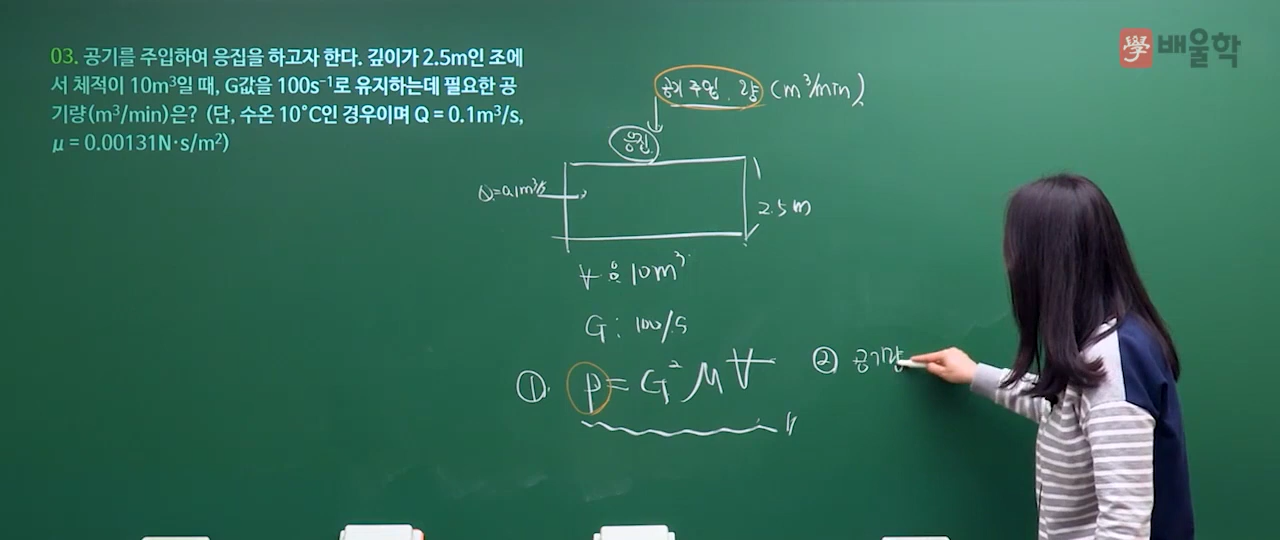 03. 공기를 주입하여 응집을 하고자 한다. 깊이가 2.5m인 조에
서 체적이 10m³일 때, G값을 100s⁻¹로 유지하는데 필요한 공
기량(m³/min)은? (단, 수온 10°C인 경우이며 Q = 0.1m³/s,
μ = 0.00131N·s/m²)
學 배울학
공기 주입 량 (m³/min)
응집
Q=0.1m³/s
2.5m
V : 10m³
G : 100/s
① P = G² μ V
② 공기량